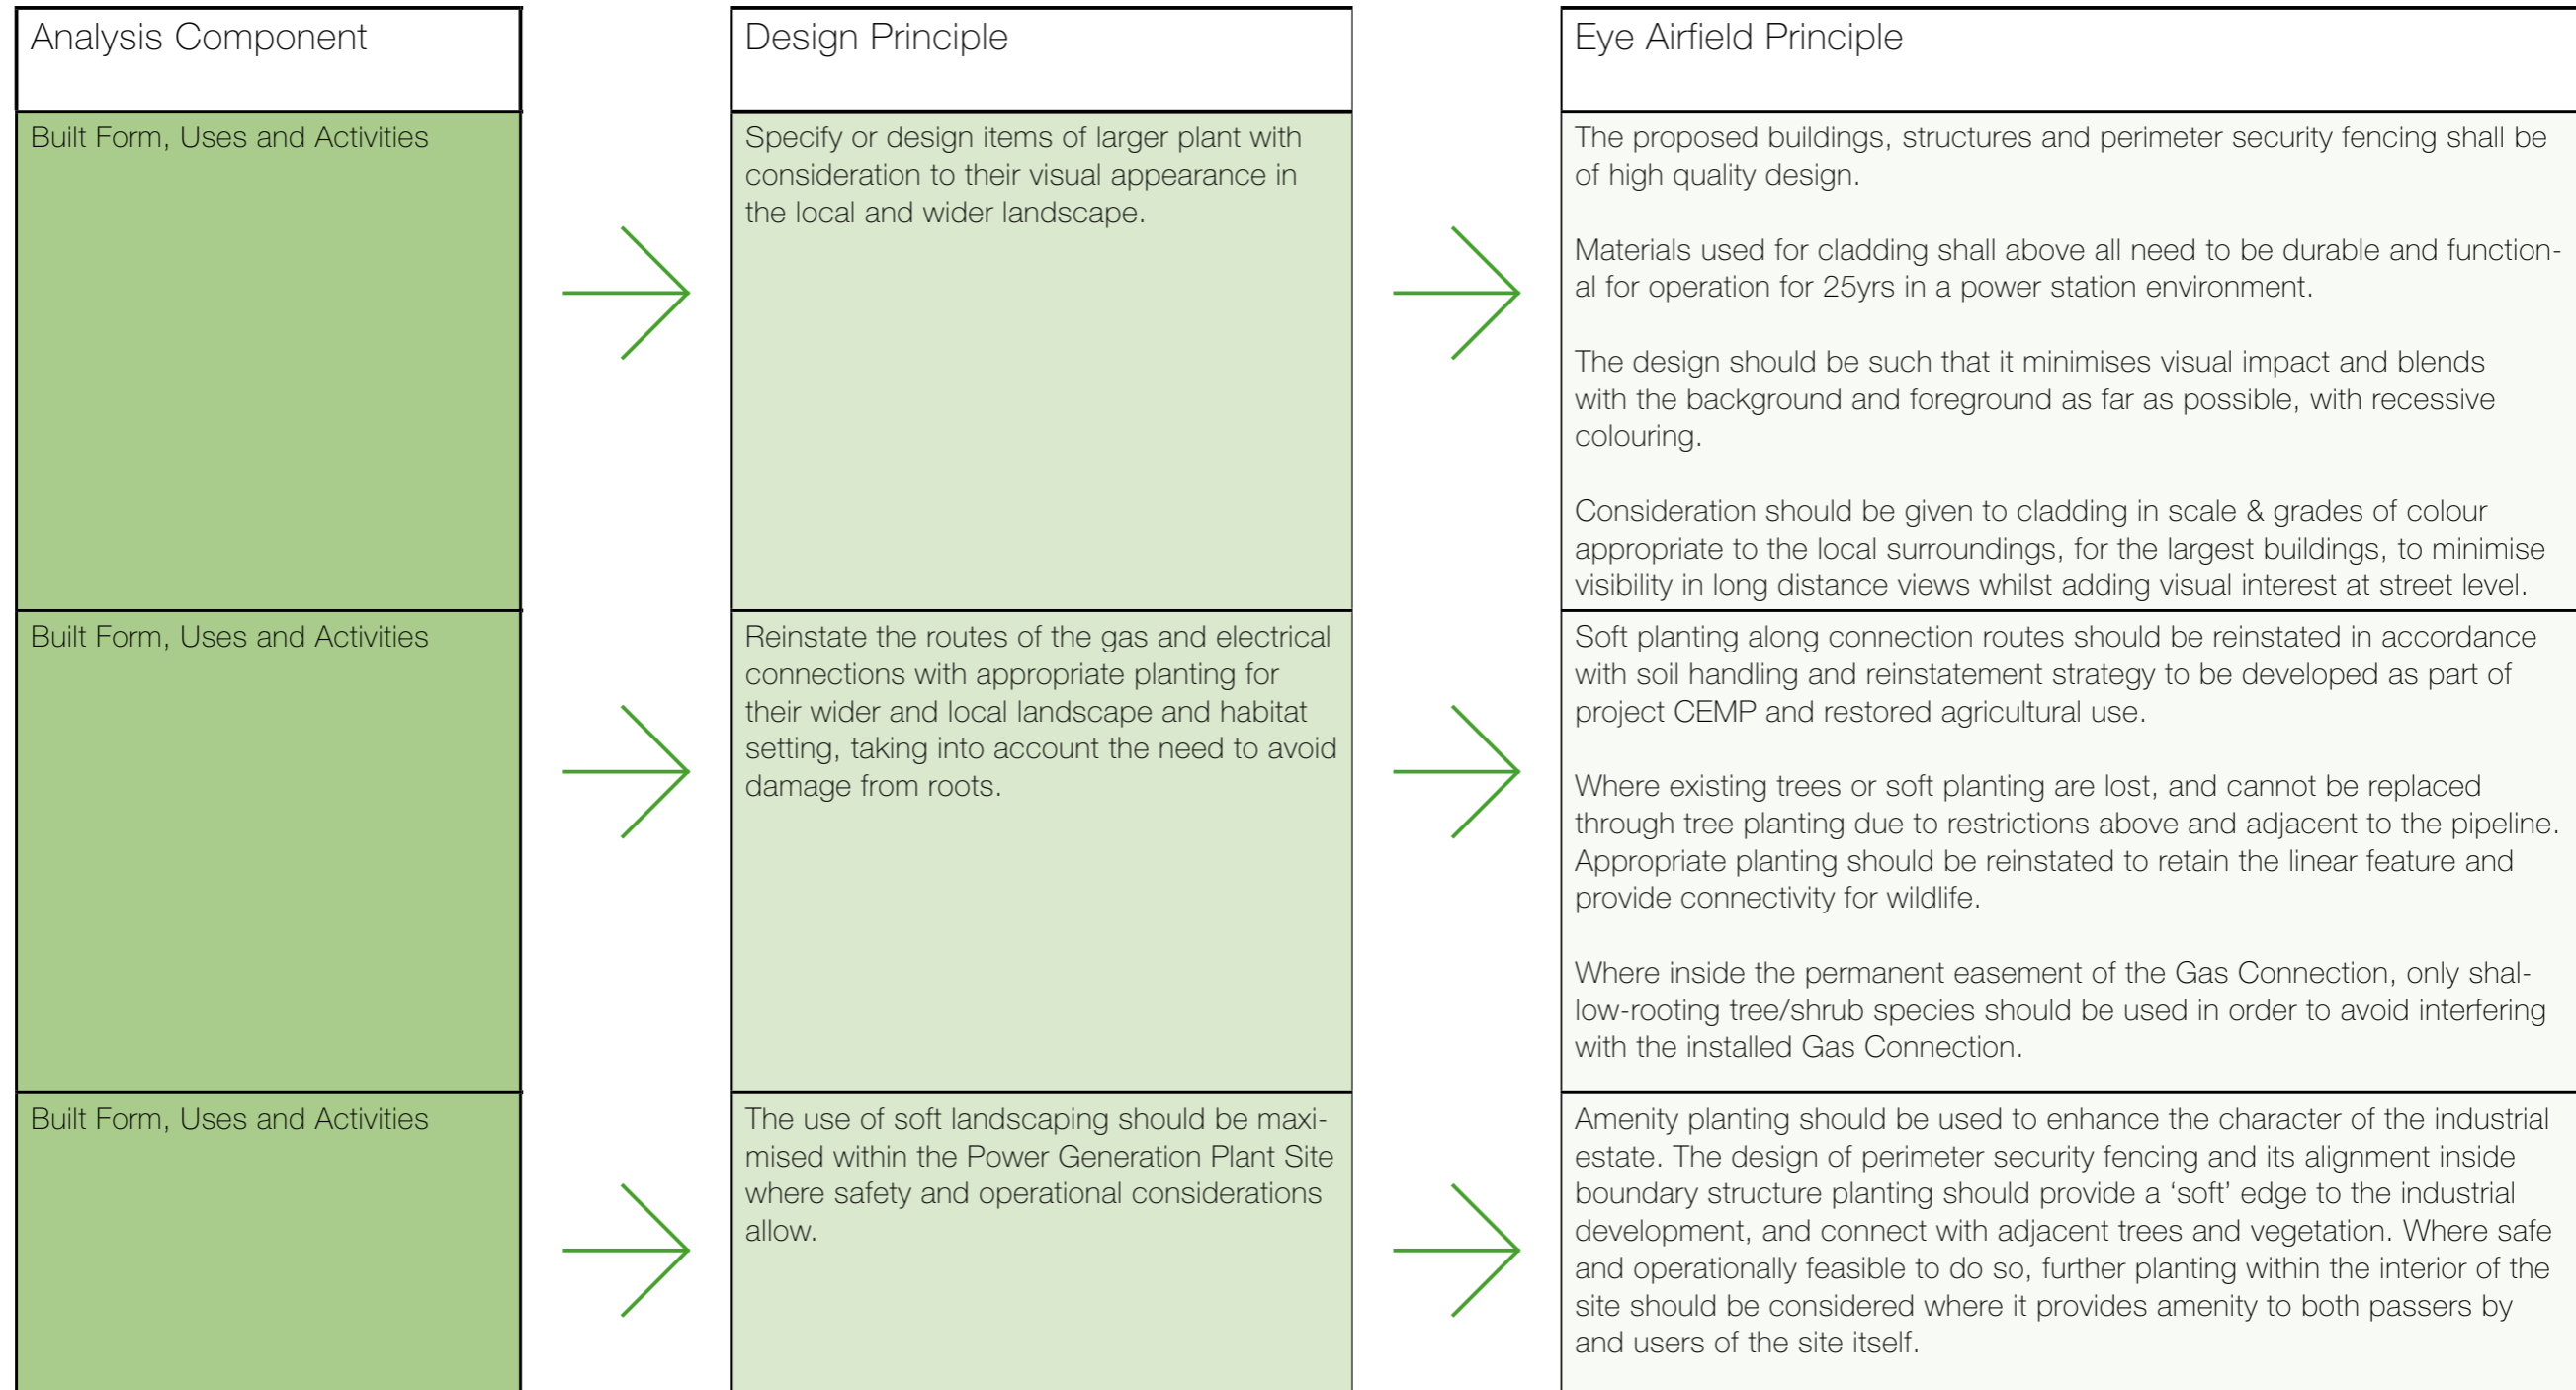 Analysis Component
Design Principle
Eye Airfield Principle
Built Form, Uses and Activities
Specify or design items of larger plant with
consideration to their visual appearance in
the local and wider landscape.
The proposed buildings, structures and perimeter security fencing shall be
of high quality design.
Materials used for cladding shall above all need to be durable and function-
al for operation for 25yrs in a power station environment.
The design should be such that it minimises visual impact and blends
with the background and foreground as far as possible, with recessive
colouring.
Consideration should be given to cladding in scale & grades of colour
appropriate to the local surroundings, for the largest buildings, to minimise
visibility in long distance views whilst adding visual interest at street level.
Built Form, Uses and Activities
Reinstate the routes of the gas and electrical
connections with appropriate planting for
their wider and local landscape and habitat
setting, taking into account the need to avoid
damage from roots.
Soft planting along connection routes should be reinstated in accordance
with soil handling and reinstatement strategy to be developed as part of
project CEMP and restored agricultural use.
Where existing trees or soft planting are lost, and cannot be replaced
through tree planting due to restrictions above and adjacent to the pipeline.
Appropriate planting should be reinstated to retain the linear feature and
provide connectivity for wildlife.
Where inside the permanent easement of the Gas Connection, only shal-
low-rooting tree/shrub species should be used in order to avoid interfering
with the installed Gas Connection.
Built Form, Uses and Activities
The use of soft landscaping should be maxi-
mised within the Power Generation Plant Site
where safety and operational considerations
allow.
Amenity planting should be used to enhance the character of the industrial
estate. The design of perimeter security fencing and its alignment inside
boundary structure planting should provide a ‘soft’ edge to the industrial
development, and connect with adjacent trees and vegetation. Where safe
and operationally feasible to do so, further planting within the interior of the
site should be considered where it provides amenity to both passers by
and users of the site itself.